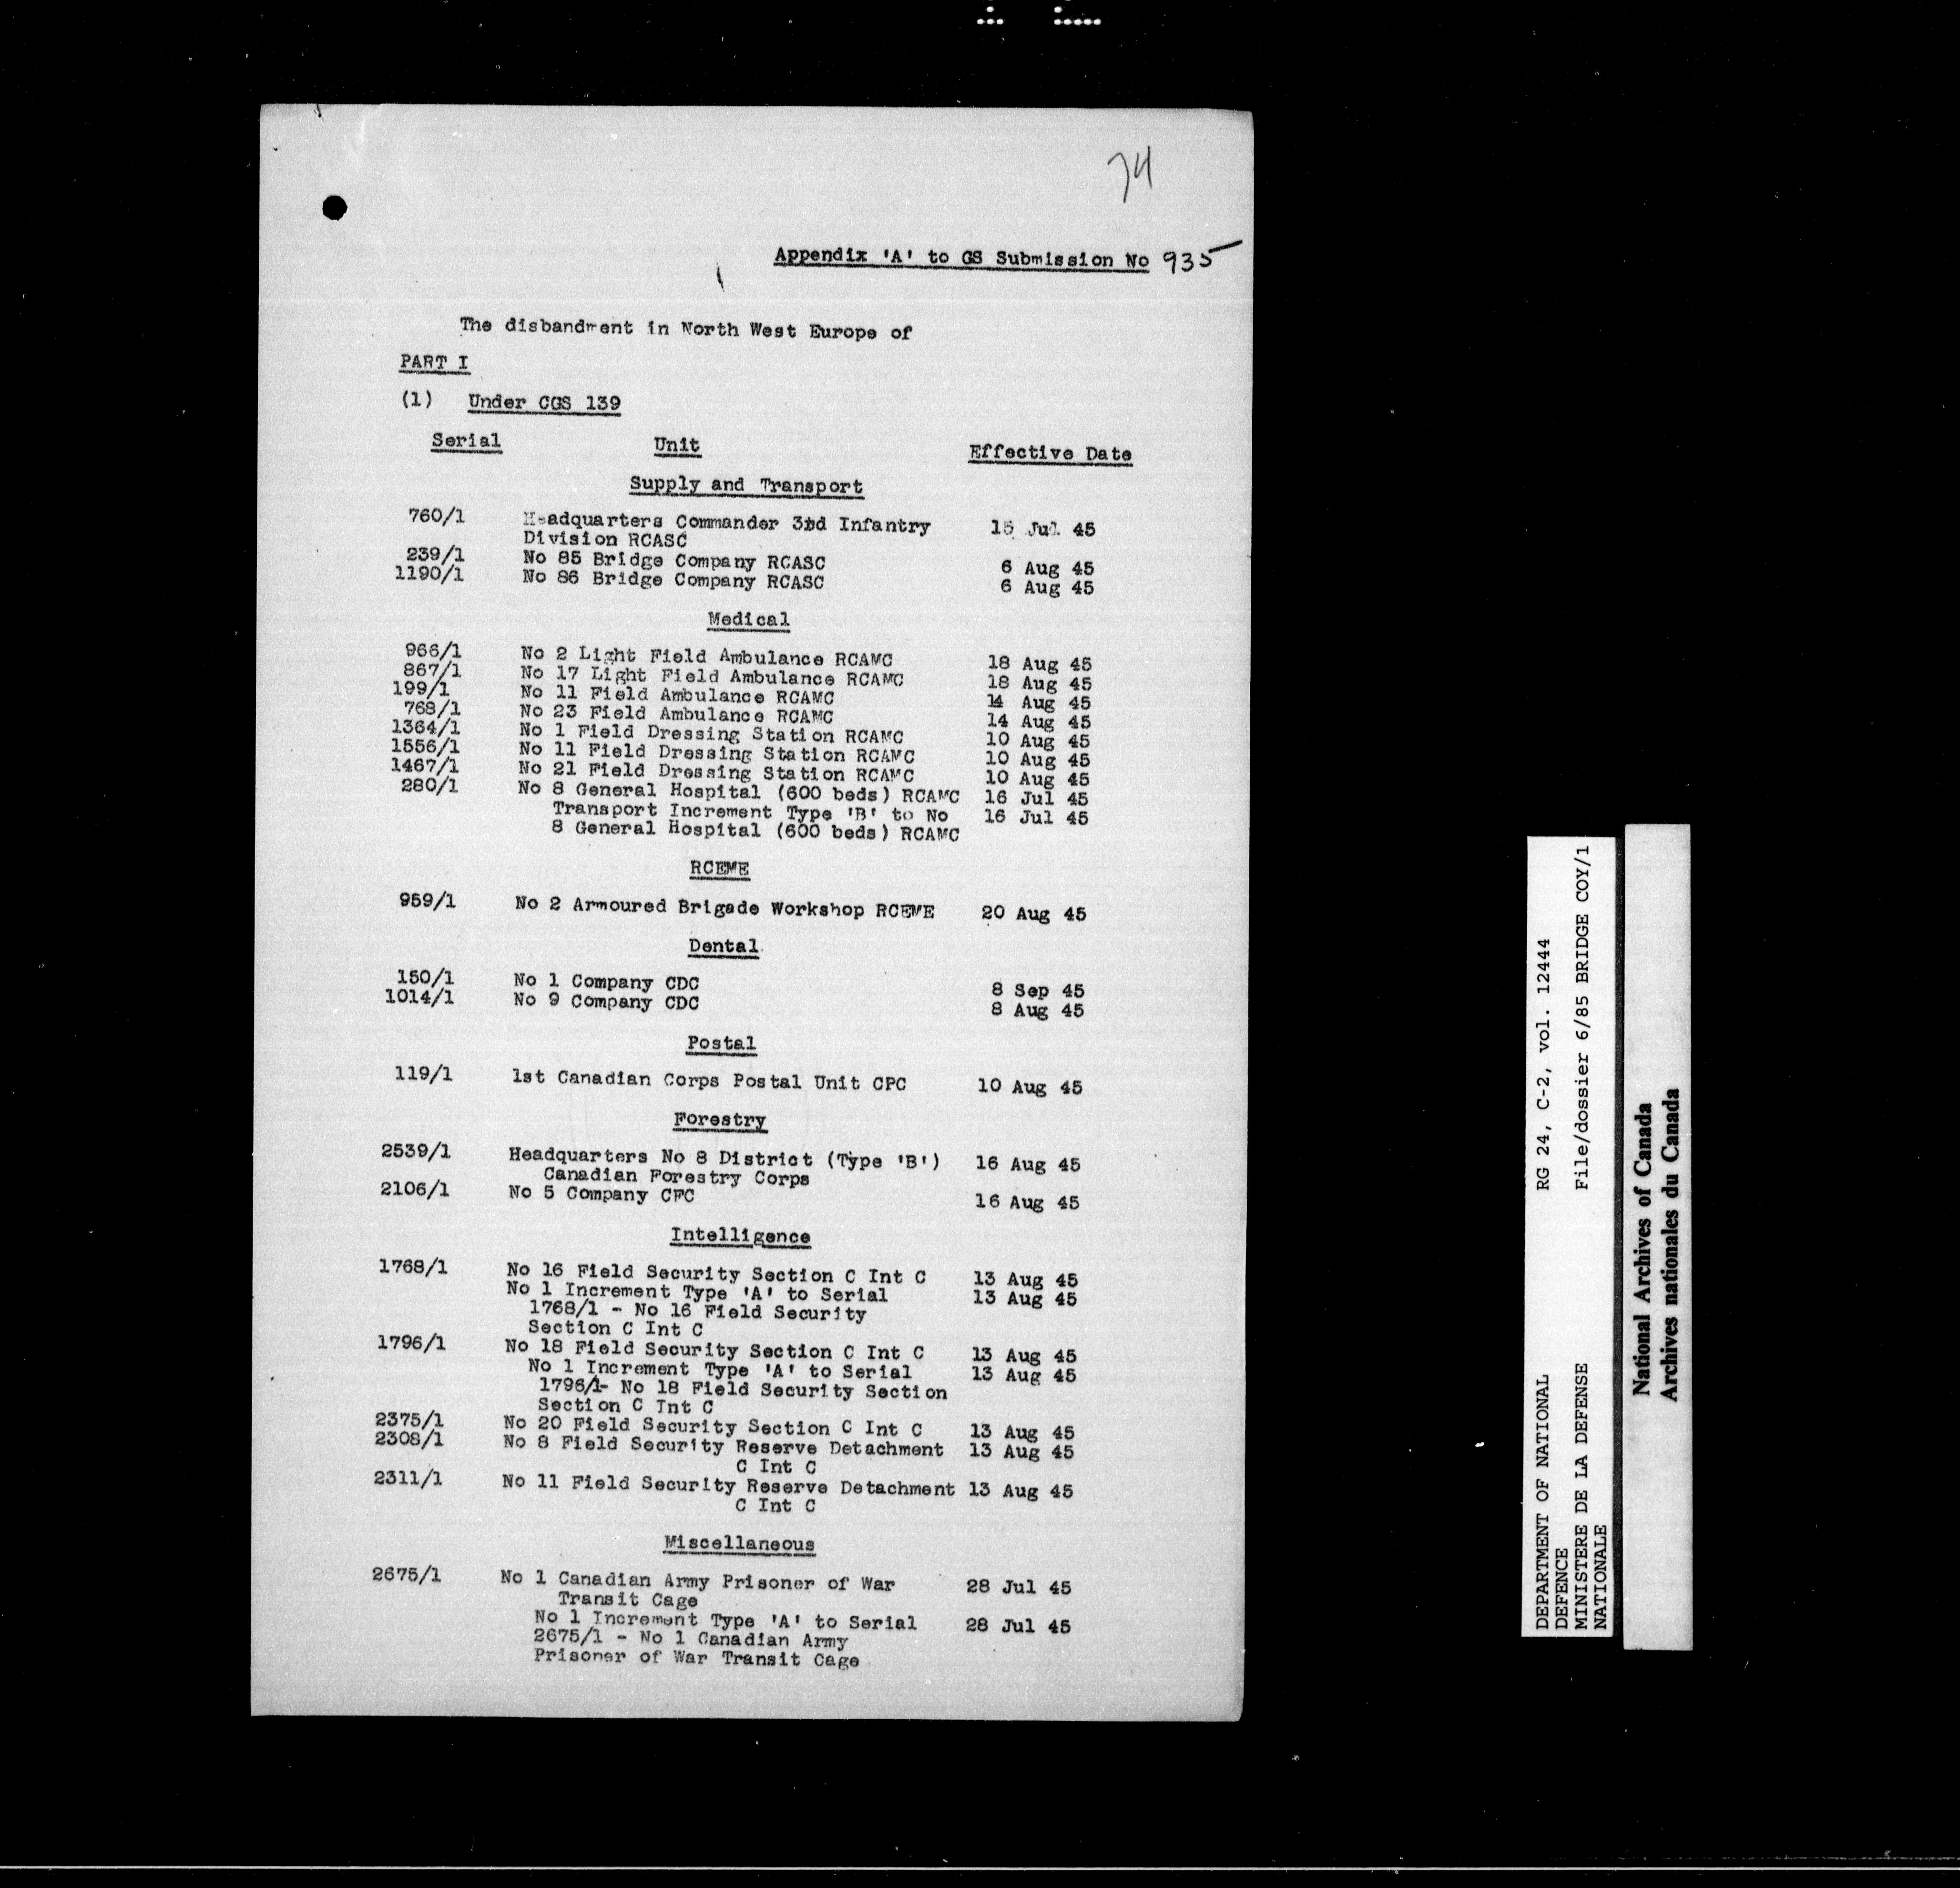 74
Appendix 'A' to GS Submission No 935
The disbandment in North West Europe of
PART I
(1) Under CGS 139
Serial Unit Effective Date
Supply and Transport
760/1 Headquarters Commander 3rd Infantry 15 Jul 45
Division RCASC
239/1 No 85 Bridge Company RCASC 6 Aug 45
1190/1 No 86 Bridge Company RCASC 6 Aug 45
Medical
966/1 No 2 Light Field Ambulance RCAMC 18 Aug 45
867/1 No 17 Light Field Ambulance RCAMC 18 Aug 45
199/1 No 11 Field Ambulance RCAMC 14 Aug 45
768/1 No 23 Field Ambulance RCAMC 14 Aug 45
1364/1 No 1 Field Dressing Station RCAMC 10 Aug 45
1556/1 No 11 Field Dressing Station RCAMC 10 Aug 45
1467/1 No 21 Field Dressing Station RCAMC 10 Aug 45
280/1 No 8 General Hospital (600 beds) RCAMC 16 Jul 45
Transport Increment Type 'B' to No 16 Jul 45
8 General Hospital (600 beds) RCAMC
RCEME
959/1 No 2 Armoured Brigade Workshop RCEME 20 Aug 45
Dental
150/1 No 1 Company CDC 8 Sep 45
1014/1 No 9 Company CDC 8 Aug 45
Postal
119/1 1st Canadian Corps Postal Unit CPC 10 Aug 45
Forestry
2539/1 Headquarters No 8 District (Type 'B') 16 Aug 45
Canadian Forestry Corps
2106/1 No 5 Company CFC 16 Aug 45
Intelligence
1768/1 No 16 Field Security Section C Int C 13 Aug 45
No 1 Increment Type 'A' to Serial 13 Aug 45
1768/1 - No 16 Field Security
Section C Int C
1796/1 No 18 Field Security Section C Int C 13 Aug 45
No 1 Increment Type 'A' to Serial 13 Aug 45
1796/1- No 18 Field Security Section
Section C Int C
2375/1 No 20 Field Security Section C Int C 13 Aug 45
2308/1 No 8 Field Security Reserve Detachment 13 Aug 45
C Int C
2311/1 No 11 Field Security Reserve Detachment 13 Aug 45
C Int C
Miscellaneous
2675/1 No 1 Canadian Army Prisoner of War 28 Jul 45
Transit Cage
No 1 Increment Type 'A' to Serial 28 Jul 45
2675/1 - No 1 Canadian Army
Prisoner of War Transit Cage
DEPARTMENT OF NATIONAL RG 24, C-2, vol. 12444
DEFENCE
MINISTERE DE LA DEFENSE File/dossier 6/85 BRIDGE COY/1
NATIONALE
National Archives of Canada
Archives nationales du Canada